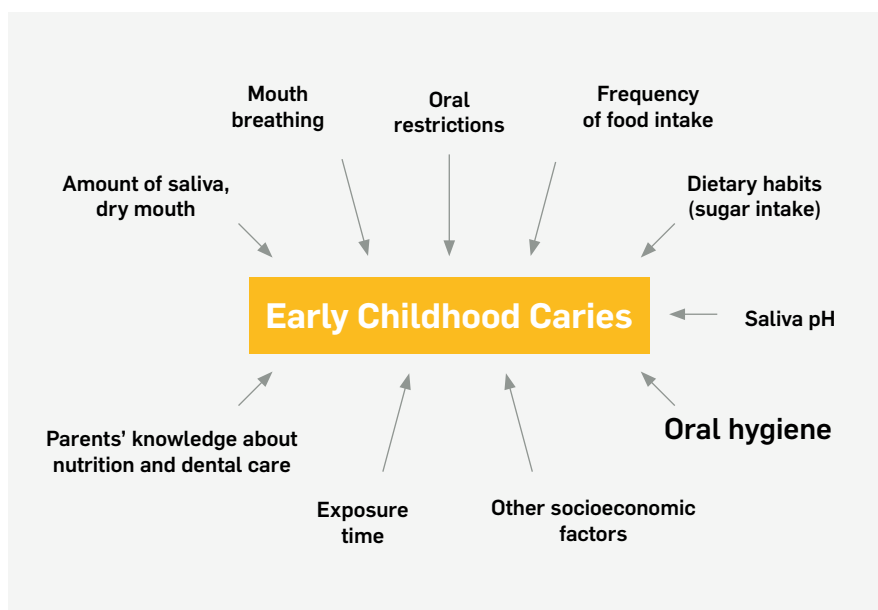 Mouth
breathing
Oral
restrictions
Frequency
of food intake
Amount of saliva,
dry mouth
Dietary habits
(sugar intake)
Early Childhood Caries
Saliva pH
Oral hygiene
Parents’ knowledge about
nutrition and dental care
Exposure
time
Other socioeconomic
factors